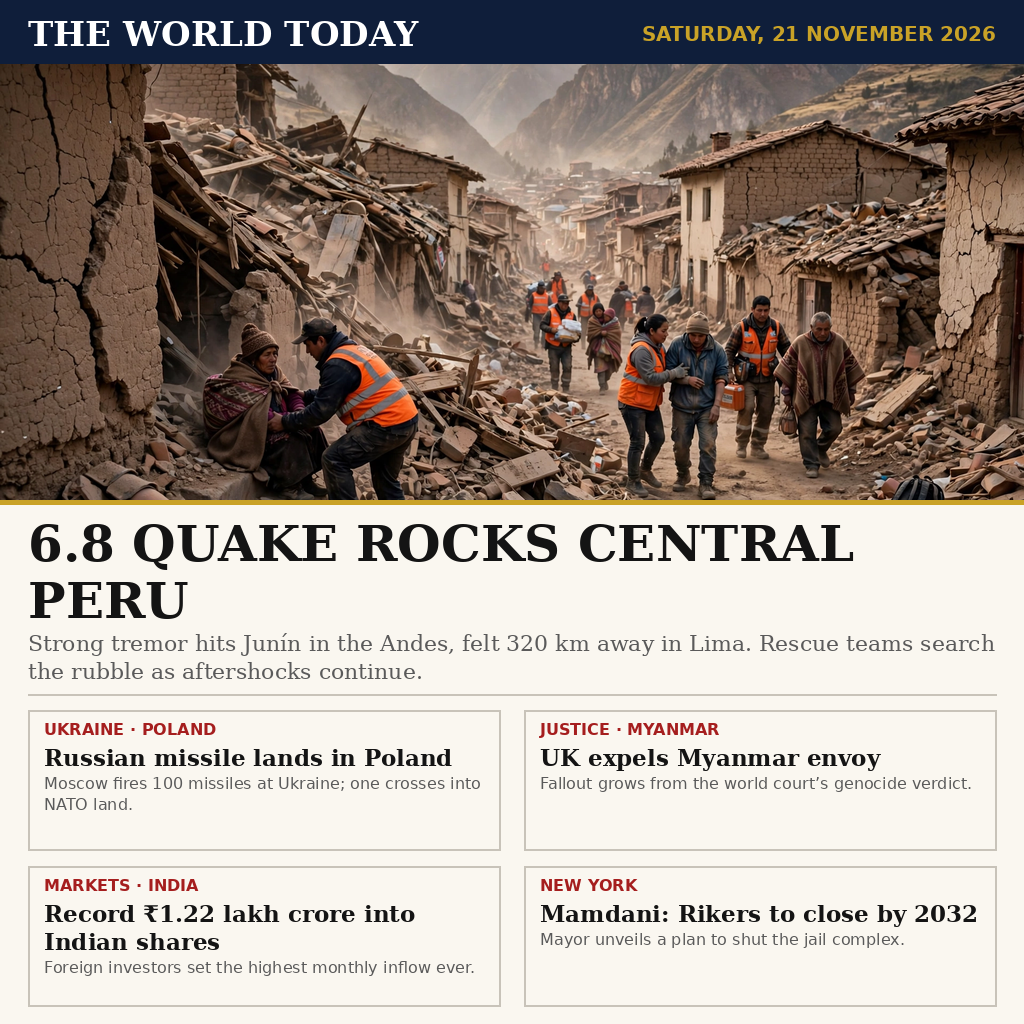 THE WORLD TODAY
SATURDAY, 21 NOVEMBER 2026
6.8 QUAKE ROCKS CENTRAL
PERU
Strong tremor hits Junín in the Andes, felt 320 km away in Lima. Rescue teams search
the rubble as aftershocks continue.
UKRAINE · POLAND
Russian missile lands in Poland
Moscow fires 100 missiles at Ukraine; one crosses into
NATO land.
JUSTICE · MYANMAR
UK expels Myanmar envoy
Fallout grows from the world court’s genocide verdict.
MARKETS · INDIA
Record ₹1.22 lakh crore into
Indian shares
Foreign investors set the highest monthly inflow ever.
NEW YORK
Mamdani: Rikers to close by 2032
Mayor unveils a plan to shut the jail complex.